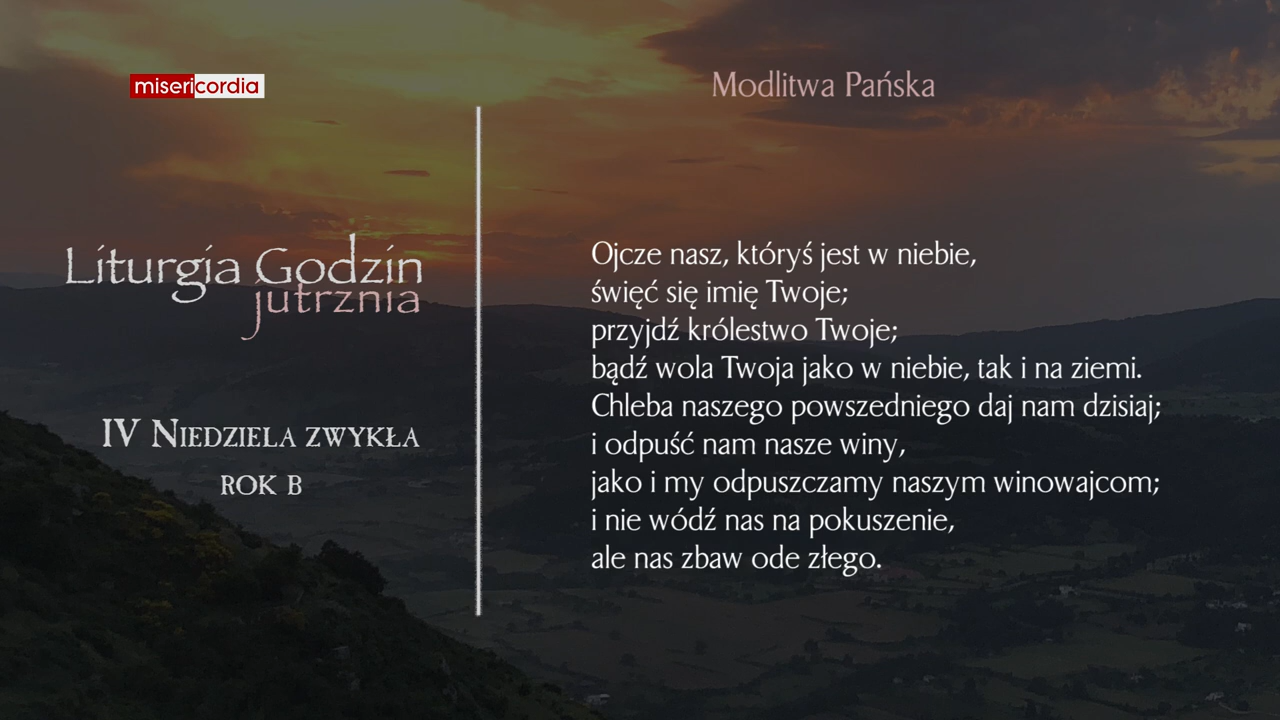 misericordia
Liturgia Godzin
jutrznia
IV Niedziela zwykła
rok B
Modlitwa Pańska
Ojcze nasz, któryś jest w niebie,
święć się imię Twoje;
przyjdź królestwo Twoje;
bądź wola Twoja jako w niebie, tak i na ziemi.
Chleba naszego powszedniego daj nam dzisiaj;
i odpuść nam nasze winy,
jako i my odpuszczamy naszym winowajcom;
i nie wódź nas na pokuszenie,
ale nas zbaw ode złego.